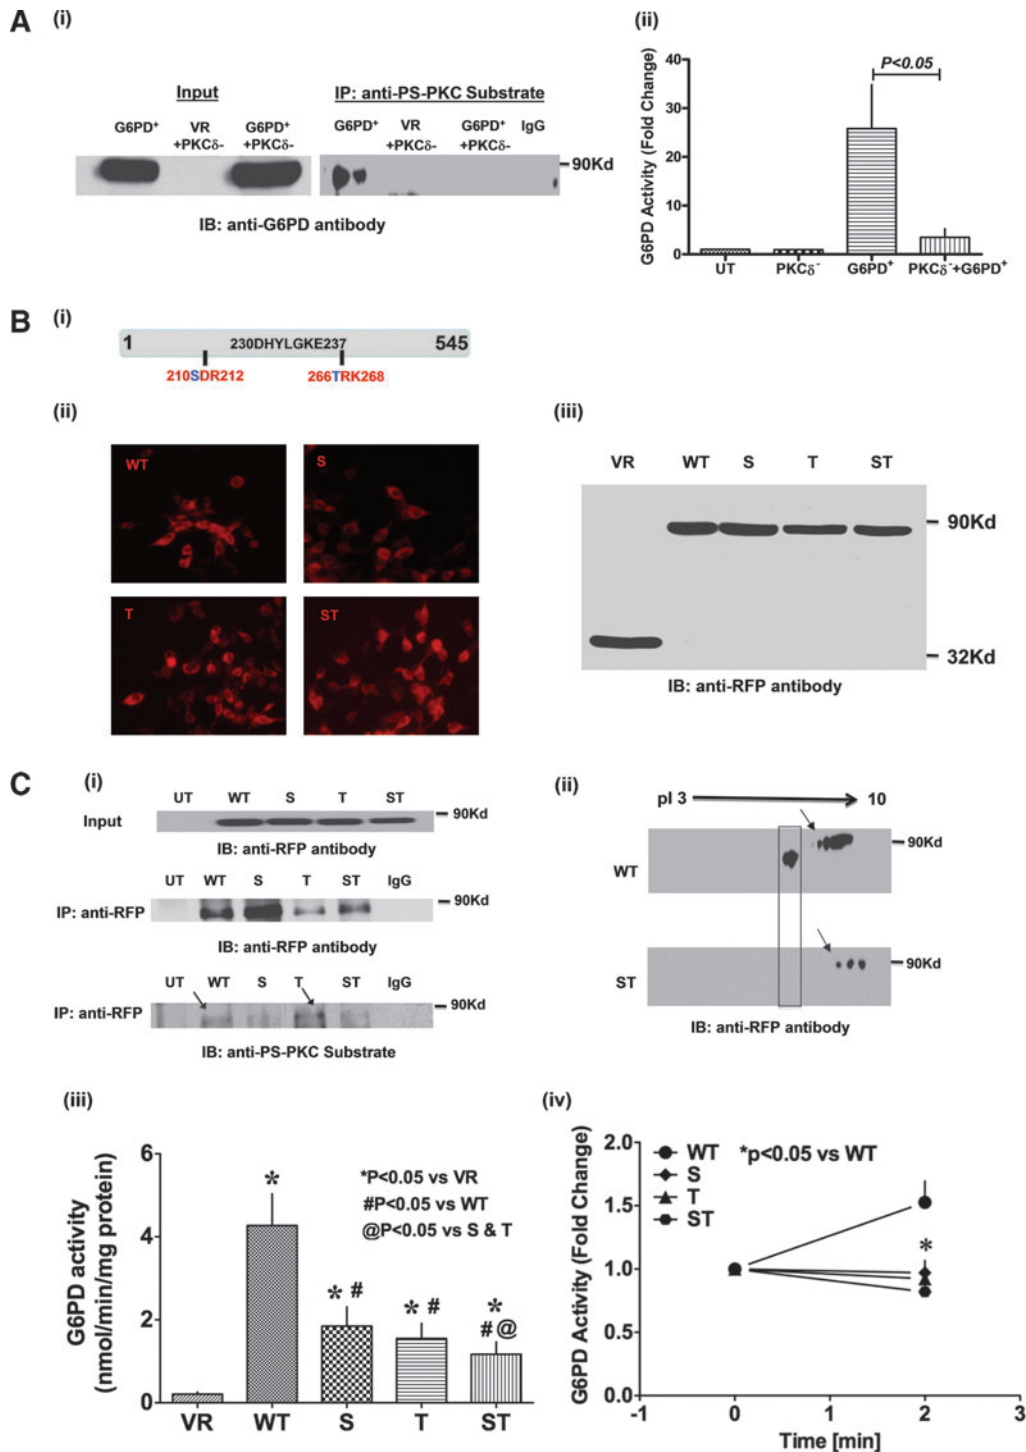 A (i)
Input
G6PD+ VR +PKCδ- G6PD+ +PKCδ-
IP: anti-PS-PKC Substrate
G6PD+ VR +PKCδ- G6PD+ +PKCδ- IgG
90Kd
IB: anti-G6PD antibody
(ii)
G6PD Activity (Fold Change)
40
30
20
10
0
P<0.05
UT PKCδ- G6PD+ PKCδ-+G6PD+
B (i)
1 230DHYLGKE237 545
210SDR212 266TRK268
(ii)
WT S
T ST
(iii)
VR WT S T ST
90Kd
32Kd
IB: anti-RFP antibody
C (i)
UT WT S T ST
Input 90Kd
IB: anti-RFP antibody
UT WT S T ST IgG
IP: anti-RFP 90Kd
IB: anti-RFP antibody
UT WT S T ST IgG
IP: anti-RFP 90Kd
IB: anti-PS-PKC Substrate
(ii)
pI 3 10
WT 90Kd
ST 90Kd
IB: anti-RFP antibody
(iii)
G6PD activity
(nmol/min/mg protein)
6
4
2
0
*P<0.05 vs VR
#P<0.05 vs WT
@P<0.05 vs S & T
*
* #
* #
*
# @
VR WT S T ST
(iv)
G6PD Activity (Fold Change)
2.0
1.5
1.0
0.5
0.0
WT
S
T
ST
*p<0.05 vs WT
*
-1 0 1 2 3
Time [min]